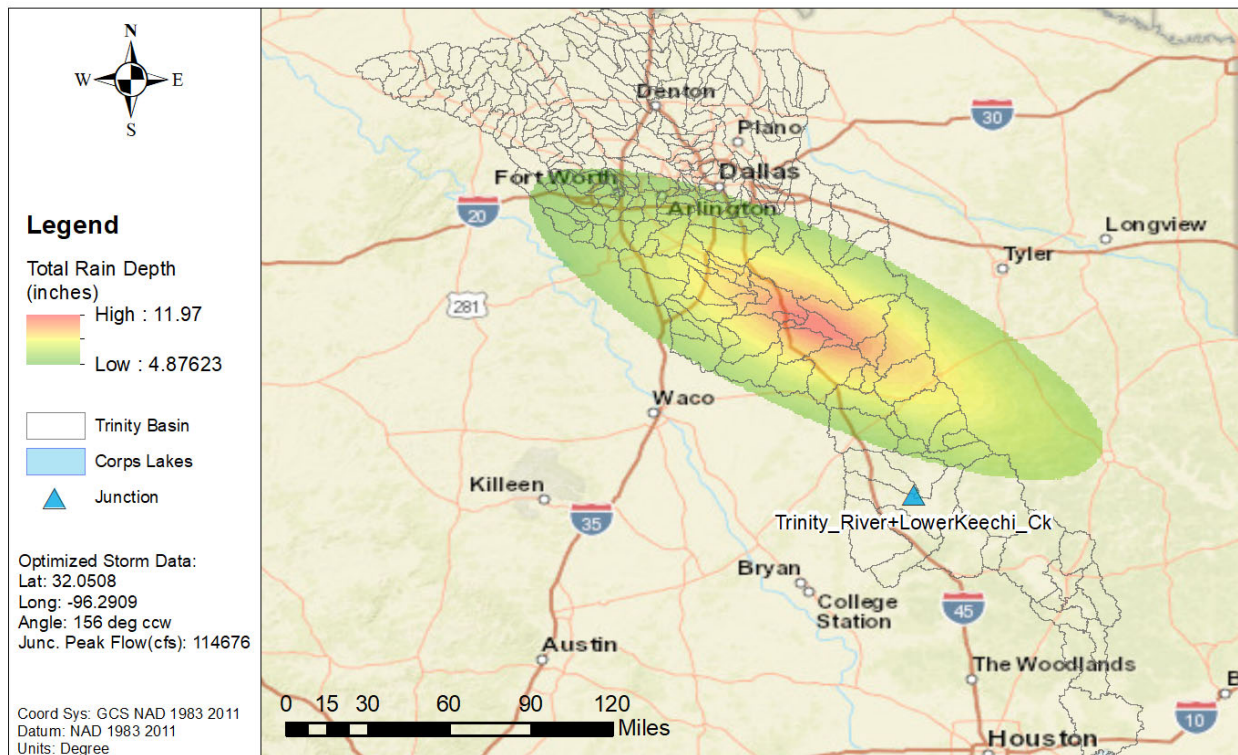 N
W E
S
Legend
Total Rain Depth
(inches)
High : 11.97
Low : 4.87623
Trinity Basin
Corps Lakes
Junction
Optimized Storm Data:
Lat: 32.0508
Long: -96.2909
Angle: 156 deg ccw
Junc. Peak Flow(cfs): 114676
Coord Sys: GCS NAD 1983 2011
Datum: NAD 1983 2011
Units: Degree
Denton
30
Plano
Fort Worth
Dallas
20
Arlington
Longview
Tyler
281
Waco
Killeen
Trinity_River+LowerKeechi_Ck
35
Bryan
College
Station
45
Austin
The Woodlands
B
10
Houston
0 15 30 60 90 120
Miles